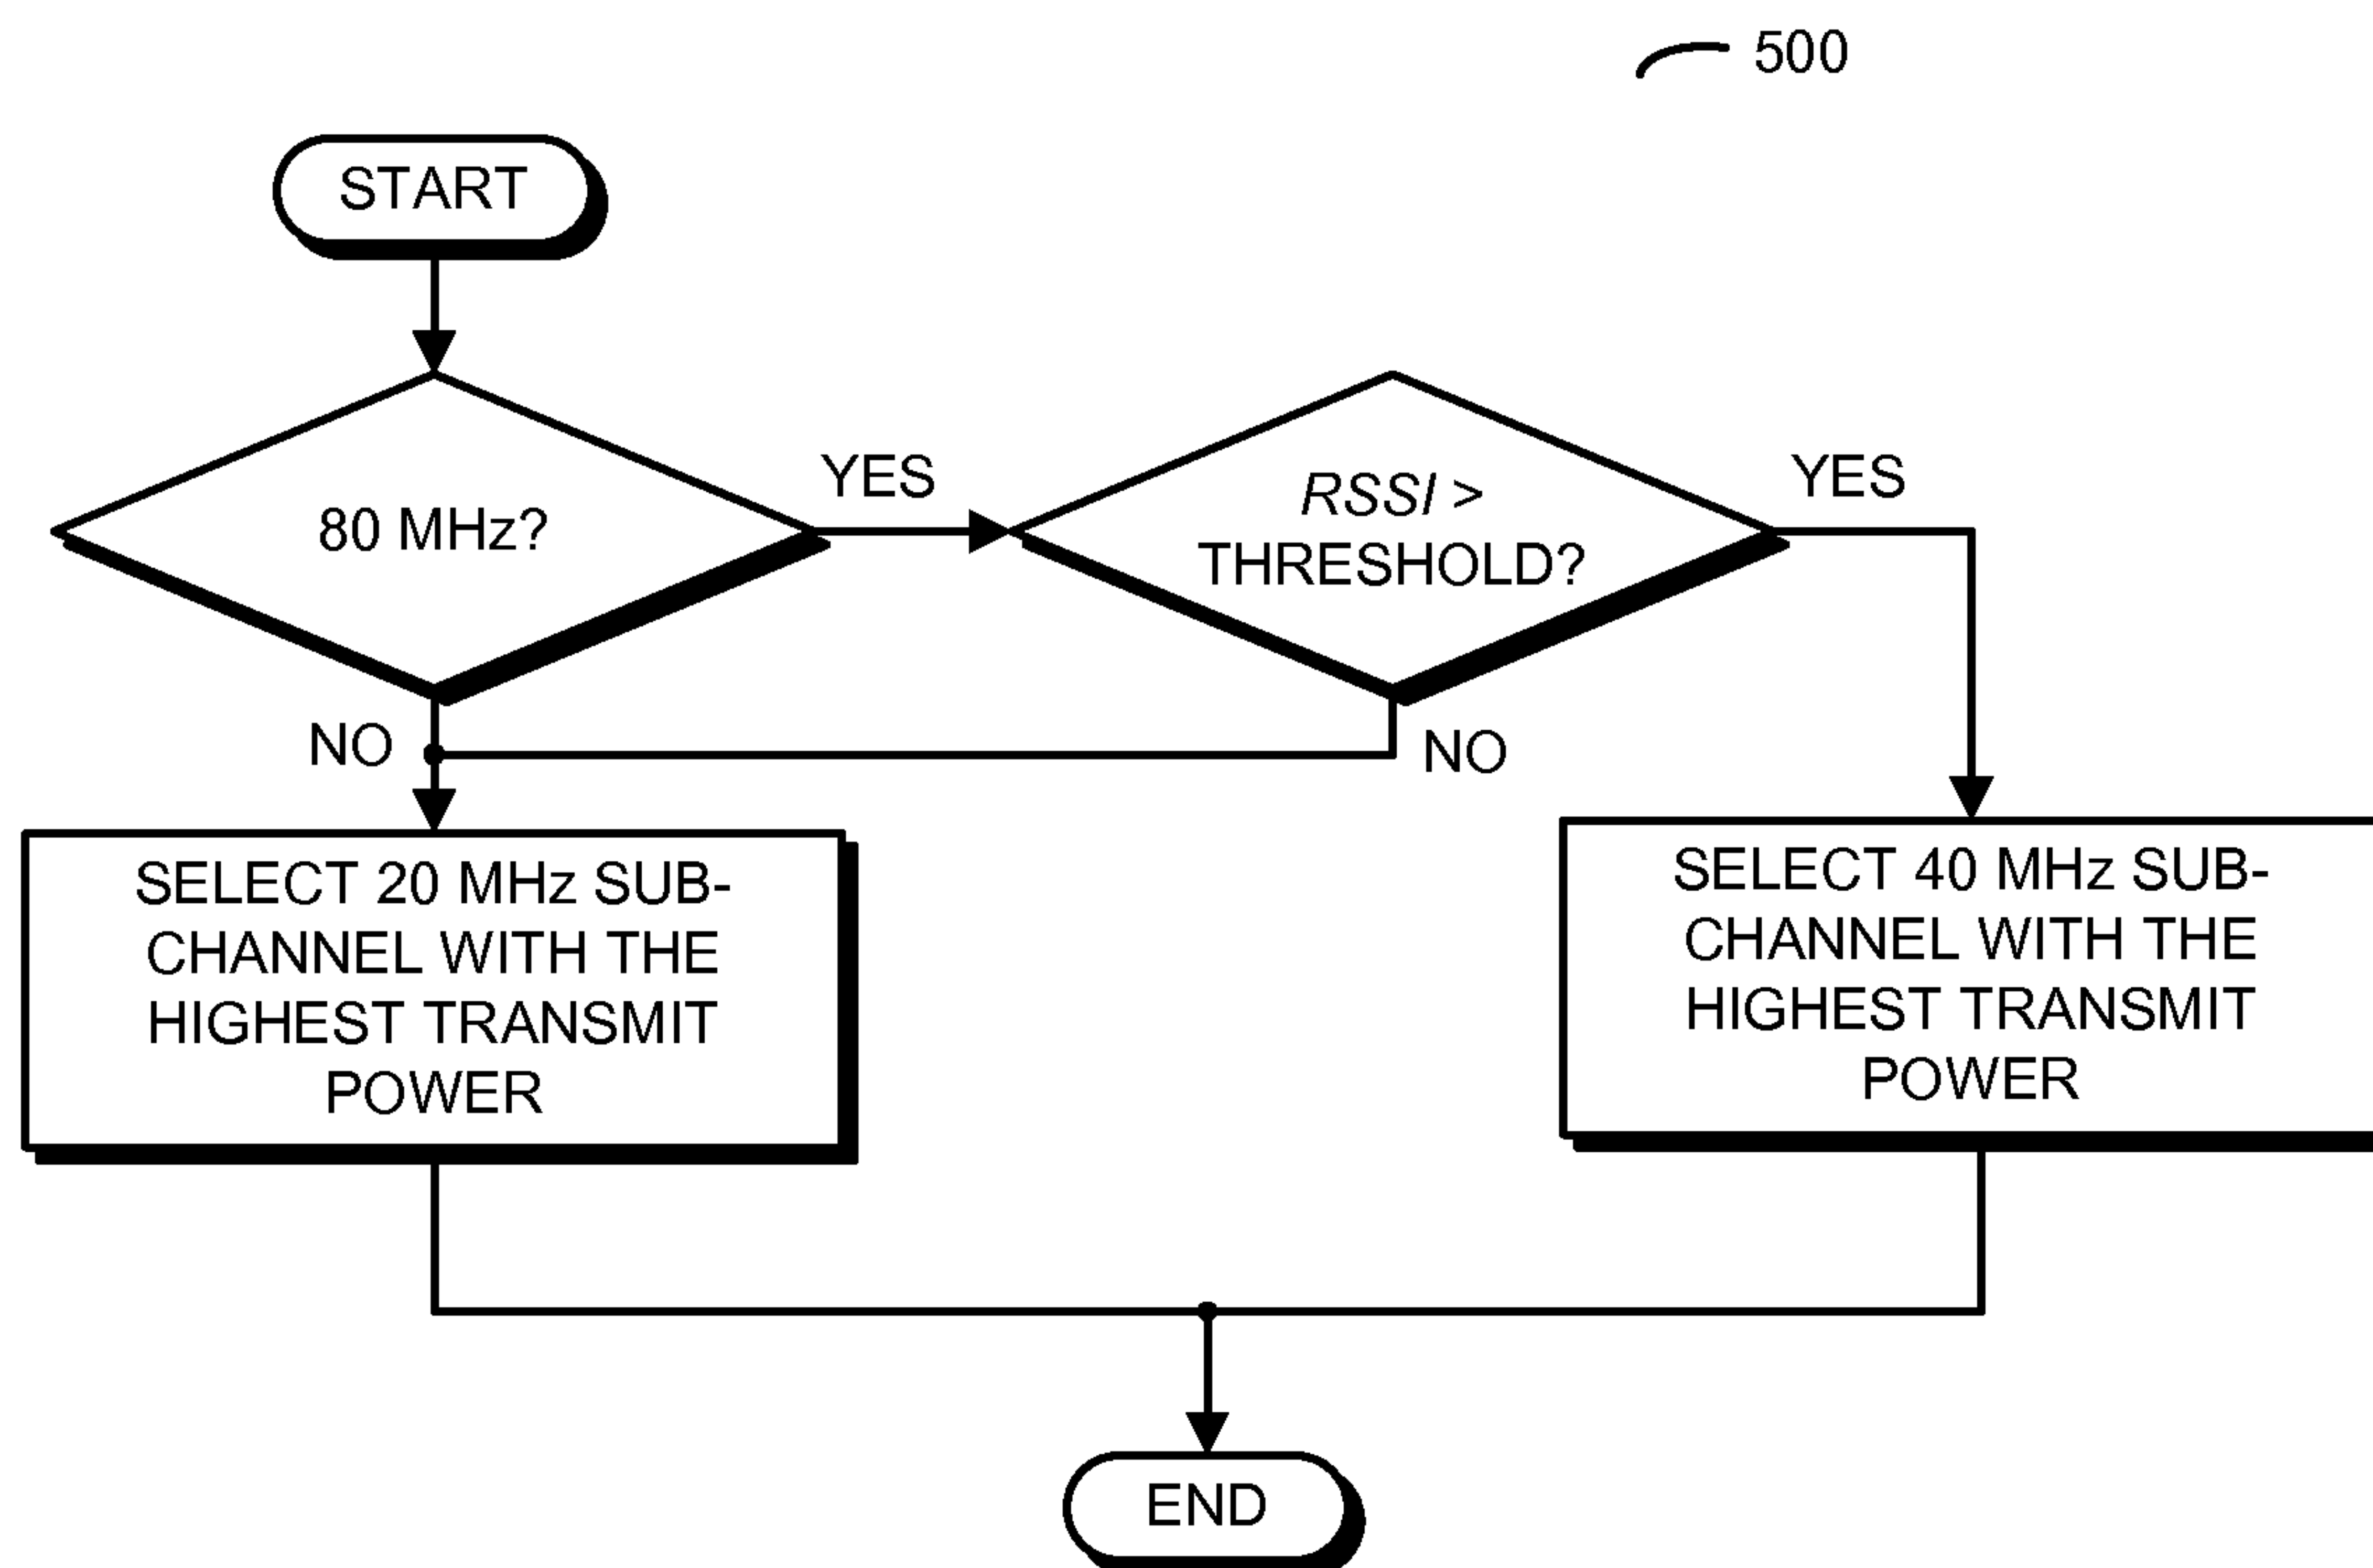 500
START
80 MHz?
YES
RSSI >
THRESHOLD?
YES
NO
NO
SELECT 20 MHz SUB-
CHANNEL WITH THE
HIGHEST TRANSMIT
POWER
SELECT 40 MHz SUB-
CHANNEL WITH THE
HIGHEST TRANSMIT
POWER
END